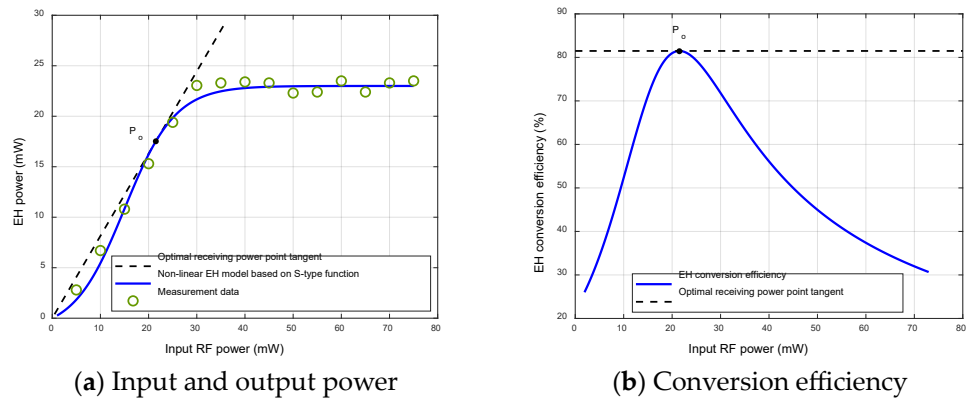 30
25
20
15
10
5
0
EH power (mW)
P o
Optimal receiving power point tangent
Non-linear EH model based on S-type function
Measurement data
0 10 20 30 40 50 60 70 80
Input RF power (mW)
(a) Input and output power
90
80
70
60
50
40
30
20
EH conversion efficiency (%)
P o
EH conversion efficiency
Optimal receiving power point tangent
0 10 20 30 40 50 60 70 80
Input RF power (mW)
(b) Conversion efficiency